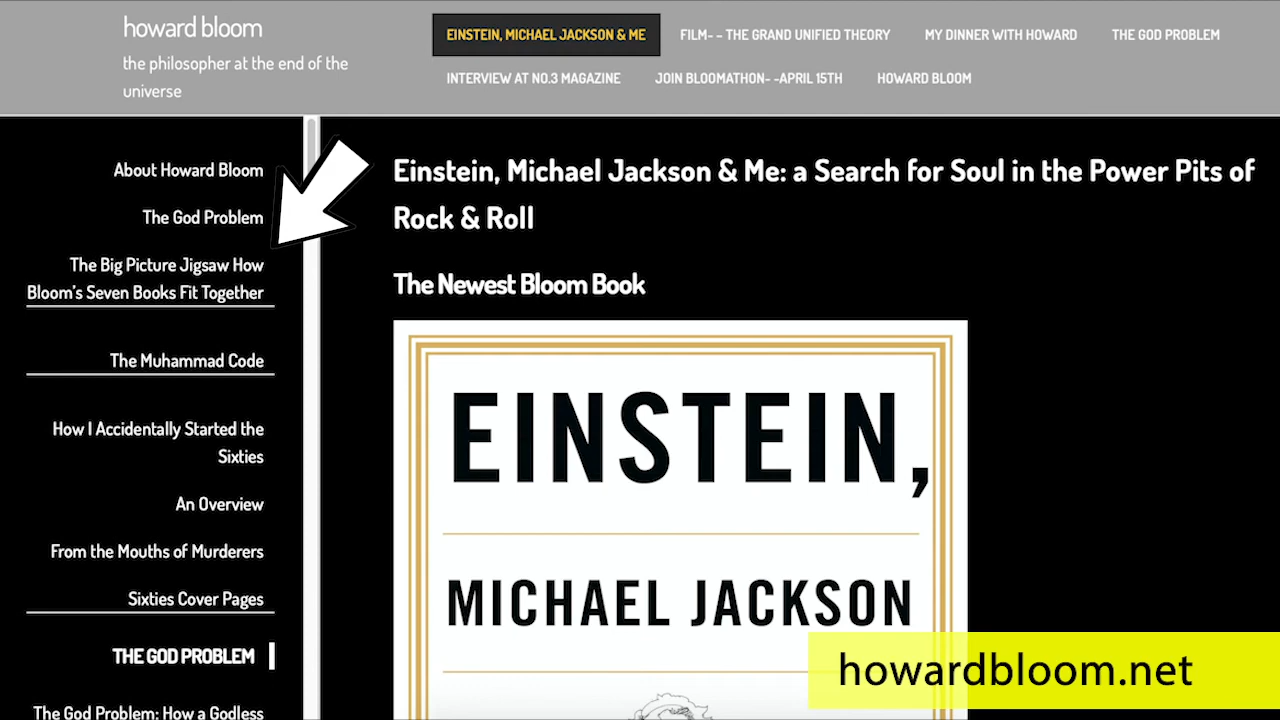 howard bloom
the philosopher at the end of the
universe
EINSTEIN, MICHAEL JACKSON & ME
FILM- - THE GRAND UNIFIED THEORY
MY DINNER WITH HOWARD
THE GOD PROBLEM
INTERVIEW AT NO.3 MAGAZINE
JOIN BLOOMATHON- -APRIL 15TH
HOWARD BLOOM
About Howard Bloom
The God Problem
The Big Picture Jigsaw How
Bloom's Seven Books Fit Together
The Muhammad Code
How I Accidentally Started the
Sixties
An Overview
From the Mouths of Murderers
Sixties Cover Pages
THE GOD PROBLEM
The God Problem: How a Godless
Einstein, Michael Jackson & Me: a Search for Soul in the Power Pits of
Rock & Roll
The Newest Bloom Book
EINSTEIN,
MICHAEL JACKSON
howardbloom.net